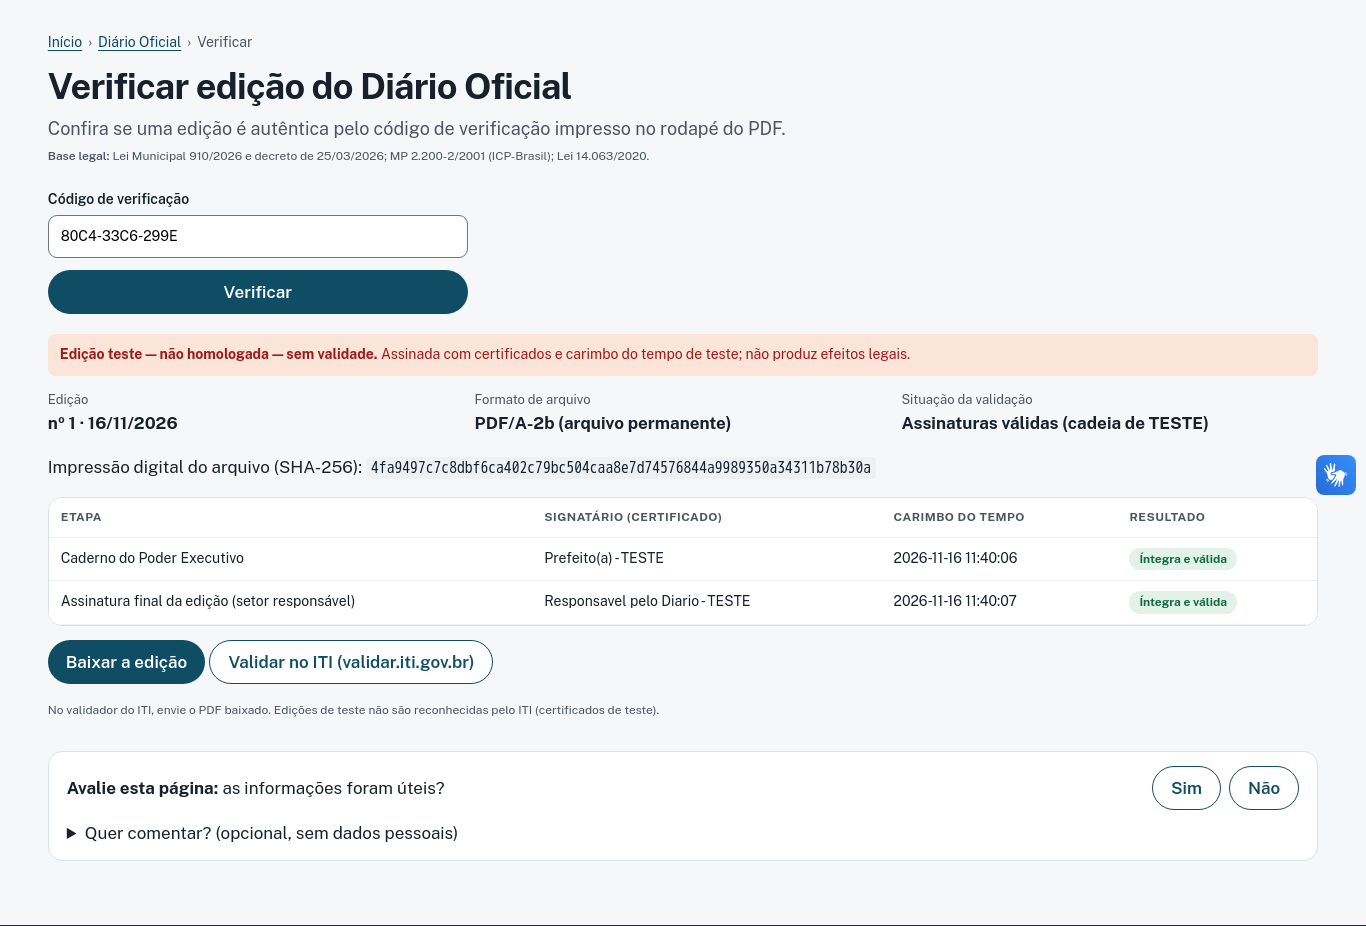 Início › Diário Oficial › Verificar
Verificar edição do Diário Oficial
Confira se uma edição é autêntica pelo código de verificação impresso no rodapé do PDF.
Base legal: Lei Municipal 910/2026 e decreto de 25/03/2026; MP 2.200-2/2001 (ICP-Brasil); Lei 14.063/2020.
Código de verificação
80C4-33C6-299E
Verificar
Edição teste — não homologada — sem validade. Assinada com certificados e carimbo do tempo de teste; não produz efeitos legais.
Edição Formato de arquivo Situação da validação
nº 1 · 16/11/2026 PDF/A-2b (arquivo permanente) Assinaturas válidas (cadeia de TESTE)
Impressão digital do arquivo (SHA-256): 4fa9497c7c8dbf6ca402c79bc504caa8e7d74576844a9989350a34311b78b30a
ETAPA SIGNATÁRIO (CERTIFICADO) CARIMBO DO TEMPO RESULTADO
Caderno do Poder Executivo Prefeito(a) - TESTE 2026-11-16 11:40:06 Íntegra e válida
Assinatura final da edição (setor responsável) Responsavel pelo Diario - TESTE 2026-11-16 11:40:07 Íntegra e válida
Baixar a edição Validar no ITI (validar.iti.gov.br)
No validador do ITI, envie o PDF baixado. Edições de teste não são reconhecidas pelo ITI (certificados de teste).
Avalie esta página: as informações foram úteis? Sim Não
Quer comentar? (opcional, sem dados pessoais)